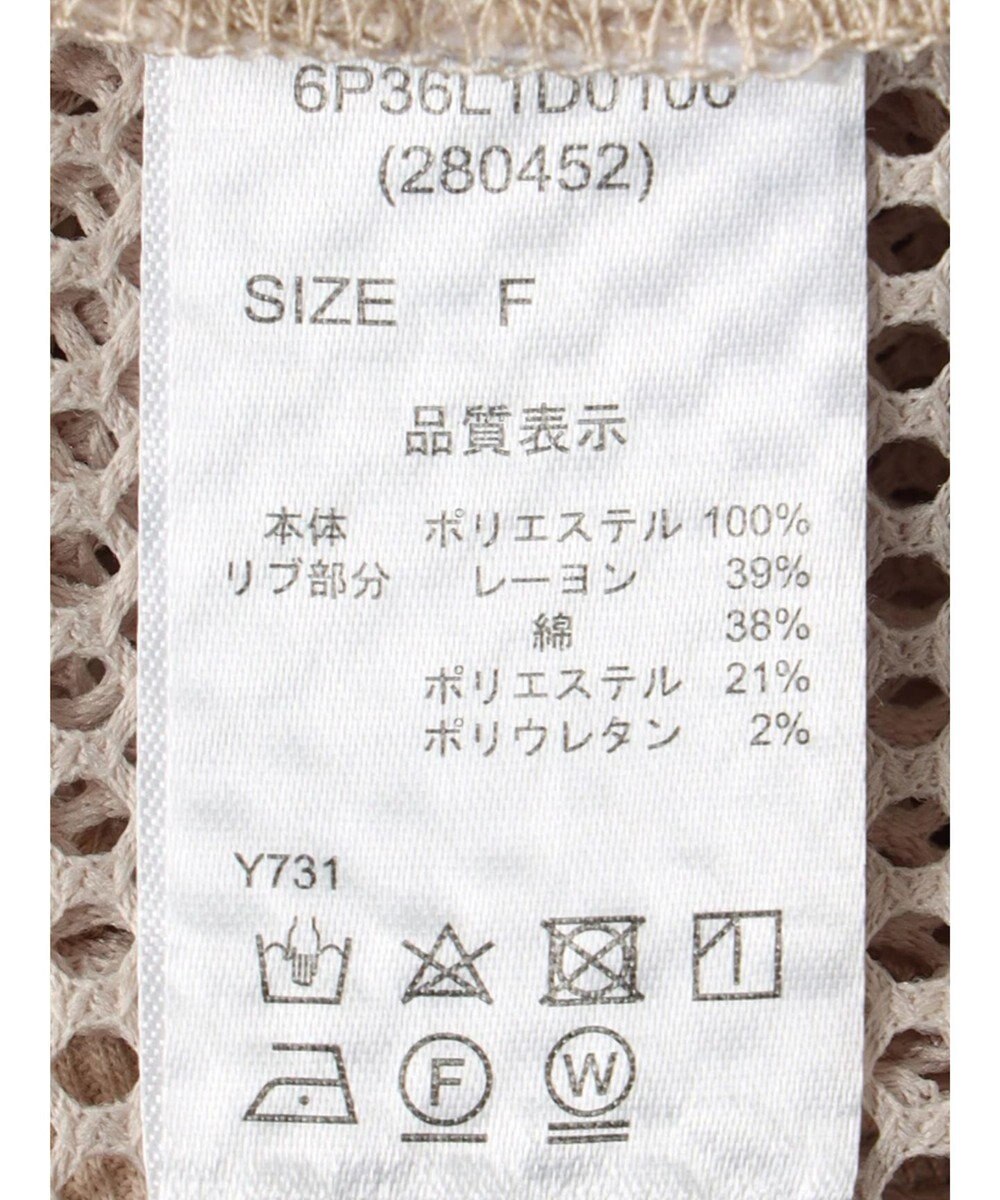 6P36L1D0106
(280452)
SIZE F
品質表示
本体 ポリエステル 100%
リブ部分 レーヨン 39%
綿 38%
ポリエステル 21%
ポリウレタン 2%
Y731
F W